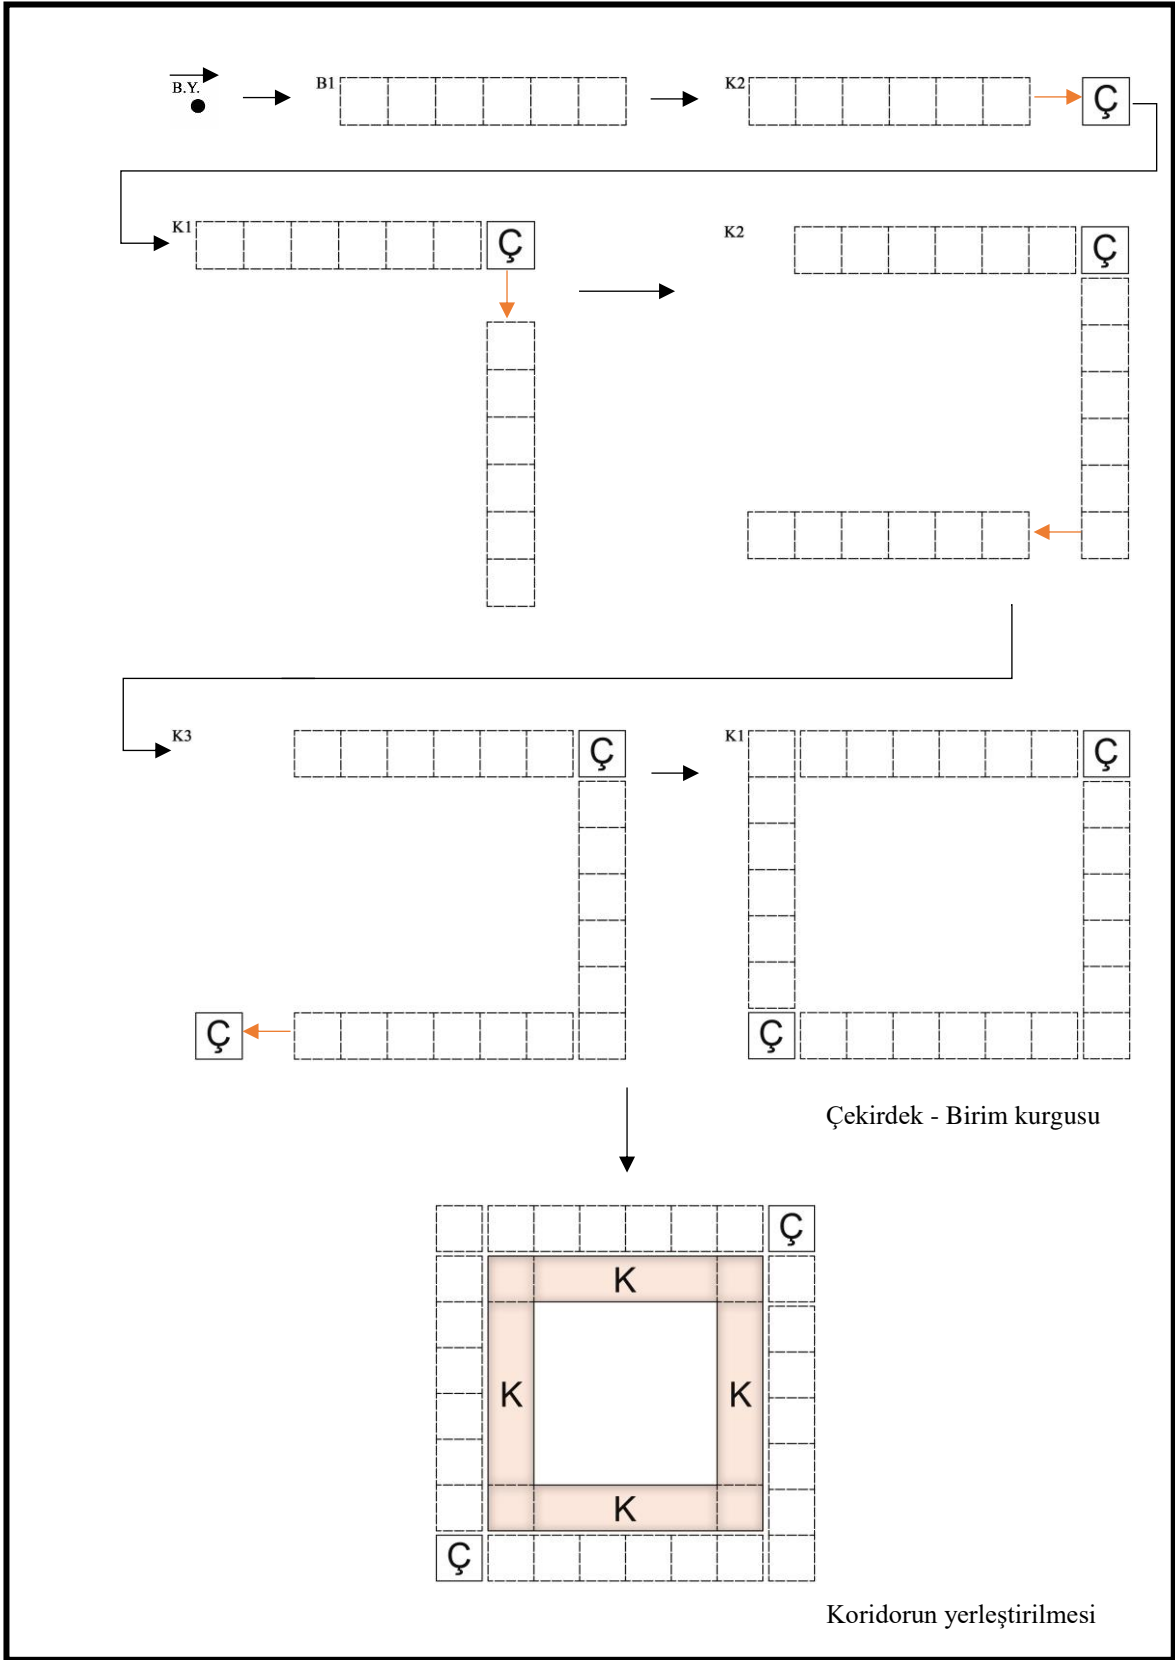 B.Y.
B1
K2
Ç
K1
Ç
K2
Ç
K3
Ç
Ç
K1
Ç
Ç
Çekirdek - Birim kurgusu
Ç
K
K
K
K
Ç
Koridorun yerleştirilmesi